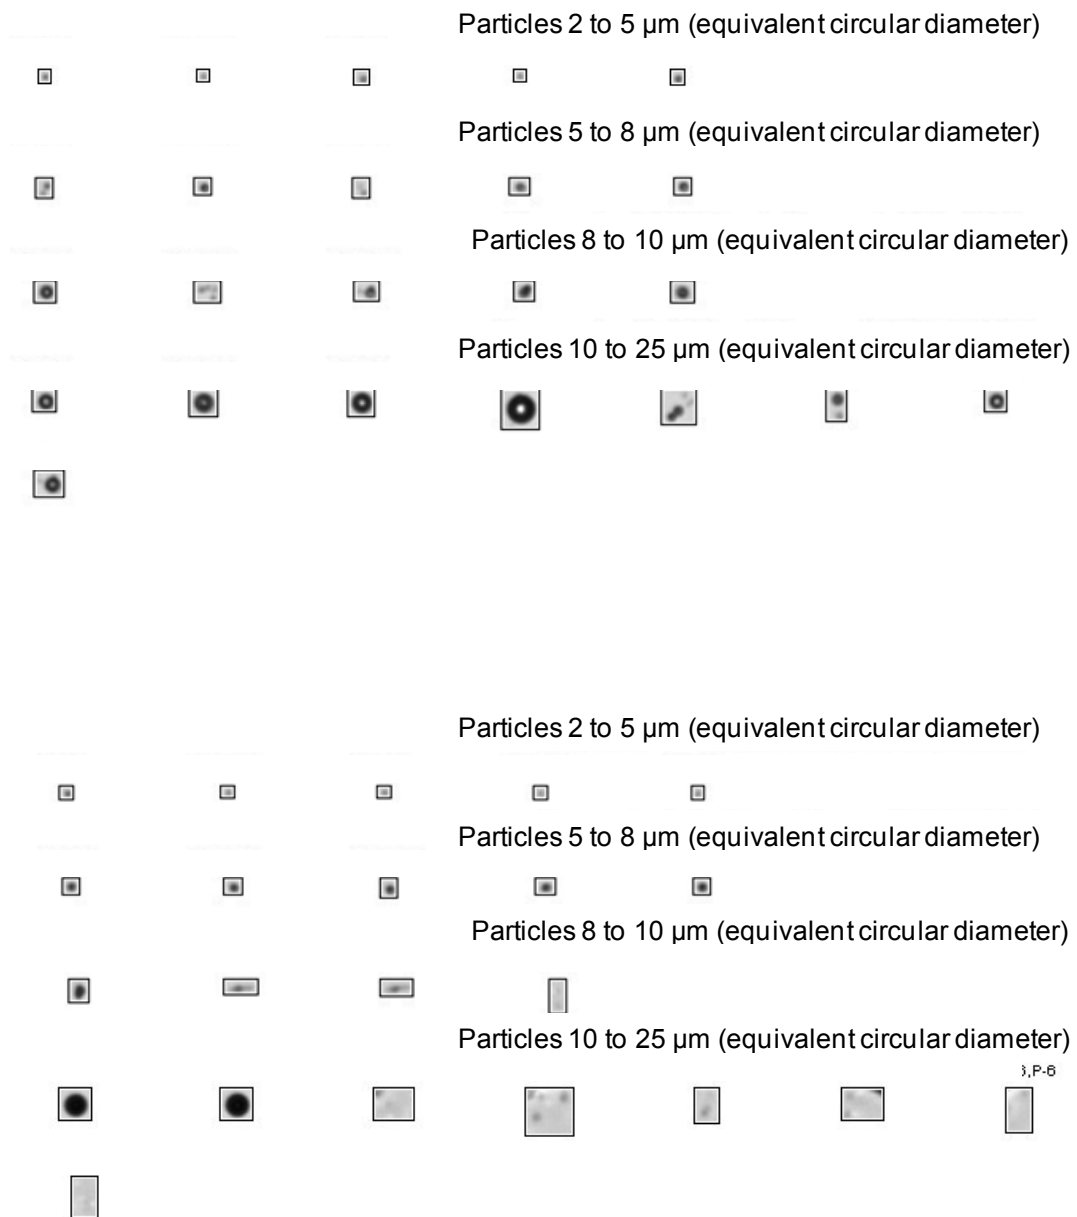 Particles 2 to 5 µm (equivalent circular diameter)
Particles 5 to 8 µm (equivalent circular diameter)
Particles 8 to 10 µm (equivalent circular diameter)
Particles 10 to 25 µm (equivalent circular diameter)
Particles 2 to 5 µm (equivalent circular diameter)
Particles 5 to 8 µm (equivalent circular diameter)
Particles 8 to 10 µm (equivalent circular diameter)
Particles 10 to 25 µm (equivalent circular diameter)
,P-6